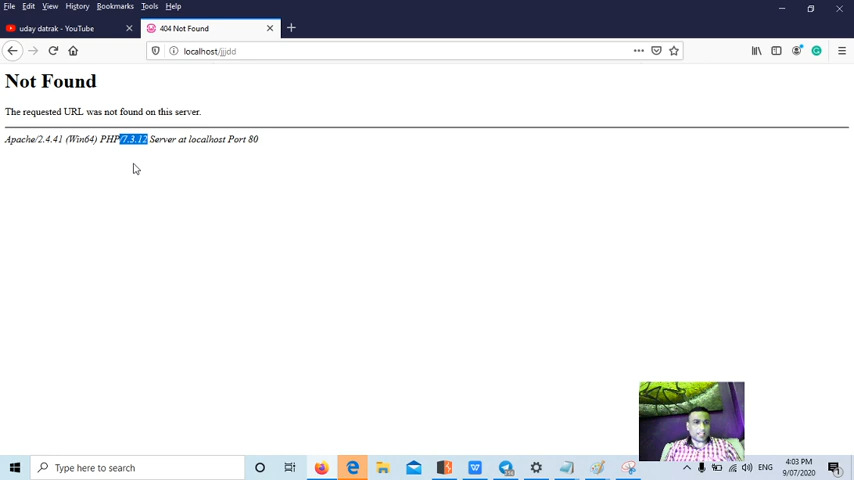 File Edit View History Bookmarks Tools Help
uday datrak - YouTube
404 Not Found
localhost/jjjdd
Not Found
The requested URL was not found on this server.
Apache/2.4.41 (Win64) PHP/7.3.12 Server at localhost Port 80
Type here to search
ENG
4:03 PM
9/07/2020